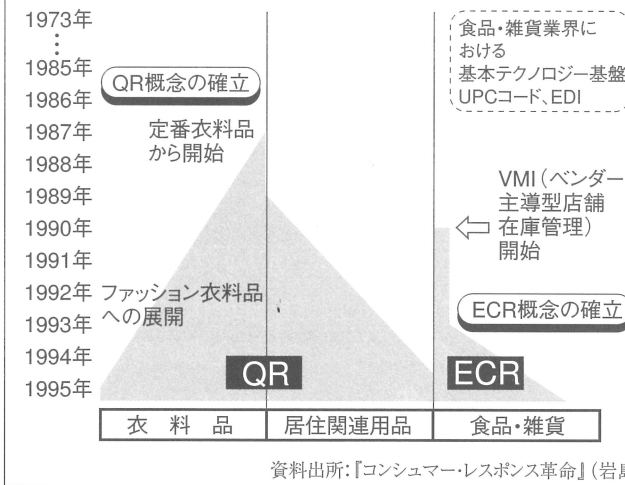 1973年
⋮
1985年
1986年
1987年
1988年
1989年
1990年
1991年
1992年
1993年
1994年
1995年
QR概念の確立
定番衣料品
から開始
ファッション衣料品
への展開
QR
食品・雑貨業界に
おける
基本テクノロジー基盤
UPCコード、EDI
VMI（ベンダー
主導型店舗
在庫管理）
開始
ECR概念の確立
ECR
衣 料 品
居住関連用品
食品・雑貨
資料出所：『コンシュマー・レスポンス革命』（岩